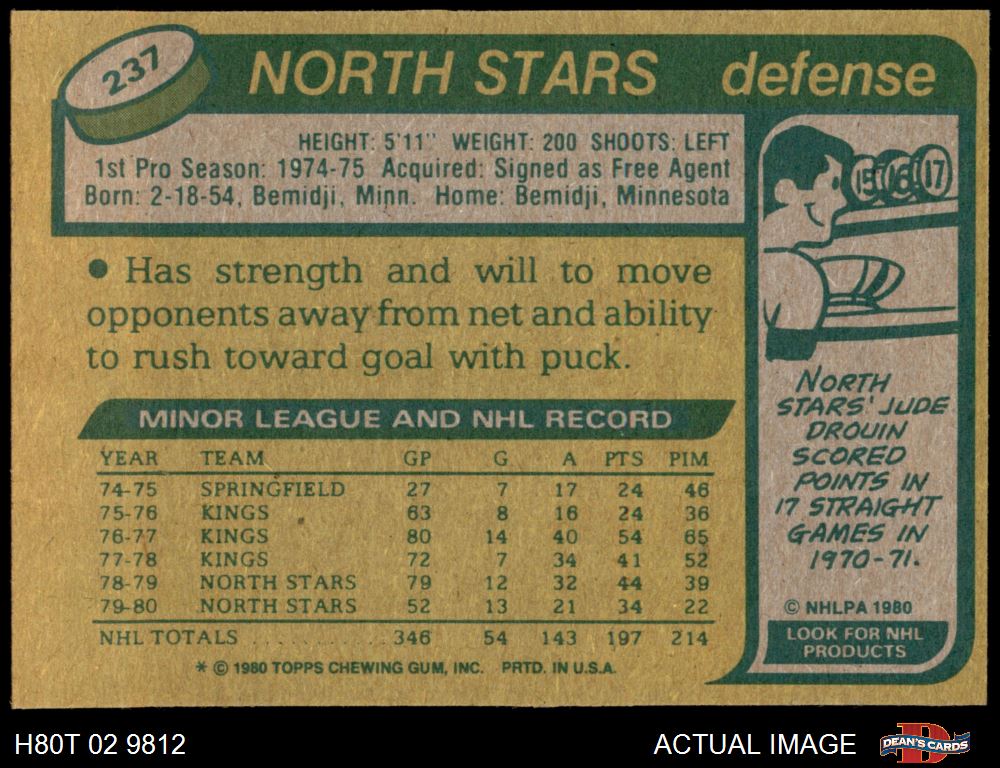 237
NORTH STARS defense
HEIGHT: 5'11" WEIGHT: 200 SHOOTS: LEFT
1st Pro Season: 1974-75 Acquired: Signed as Free Agent
Born: 2-18-54, Bemidji, Minn. Home: Bemidji, Minnesota
● Has strength and will to move
opponents away from net and ability
to rush toward goal with puck.
MINOR LEAGUE AND NHL RECORD
YEAR TEAM GP G A PTS PIM
74-75 SPRINGFIELD 27 7 17 24 46
75-76 KINGS 63 8 16 24 36
76-77 KINGS 80 14 40 54 65
77-78 KINGS 72 7 34 41 52
78-79 NORTH STARS 79 12 32 44 39
79-80 NORTH STARS 52 13 21 34 22
NHL TOTALS . . . . . . . . . . 346 54 143 197 214
* © 1980 TOPPS CHEWING GUM, INC. PRTD. IN U.S.A.
15 16 17
NORTH
STARS' JUDE
DROUIN
SCORED
POINTS IN
17 STRAIGHT
GAMES IN
1970-71.
© NHLPA 1980
LOOK FOR NHL
PRODUCTS
H80T 02 9812
ACTUAL IMAGE
DEAN'S CARDS